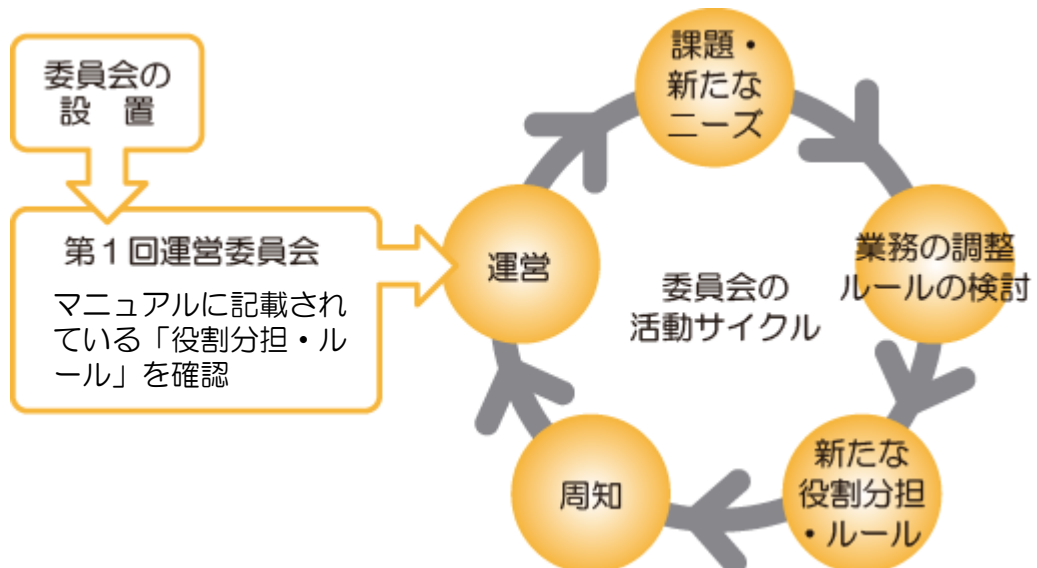 委員会の
設　置
第１回運営委員会
マニュアルに記載され
ている「役割分担・ル
ール」を確認
運営
課題・
新たな
ニーズ
業務の調整
ルールの検討
新たな
役割分担
・ルール
周知
委員会の
活動サイクル